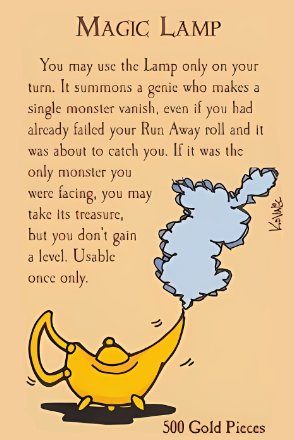 Magic Lamp
You may use the Lamp only on your
turn. It summons a genie who makes a
single monster vanish, even if you had
already failed your Run Away roll and it
was about to catch you. If it was the
only monster you
were facing, you may
take its treasure,
but you don't gain
a level. Usable
once only.
Kovalic
500 Gold Pieces